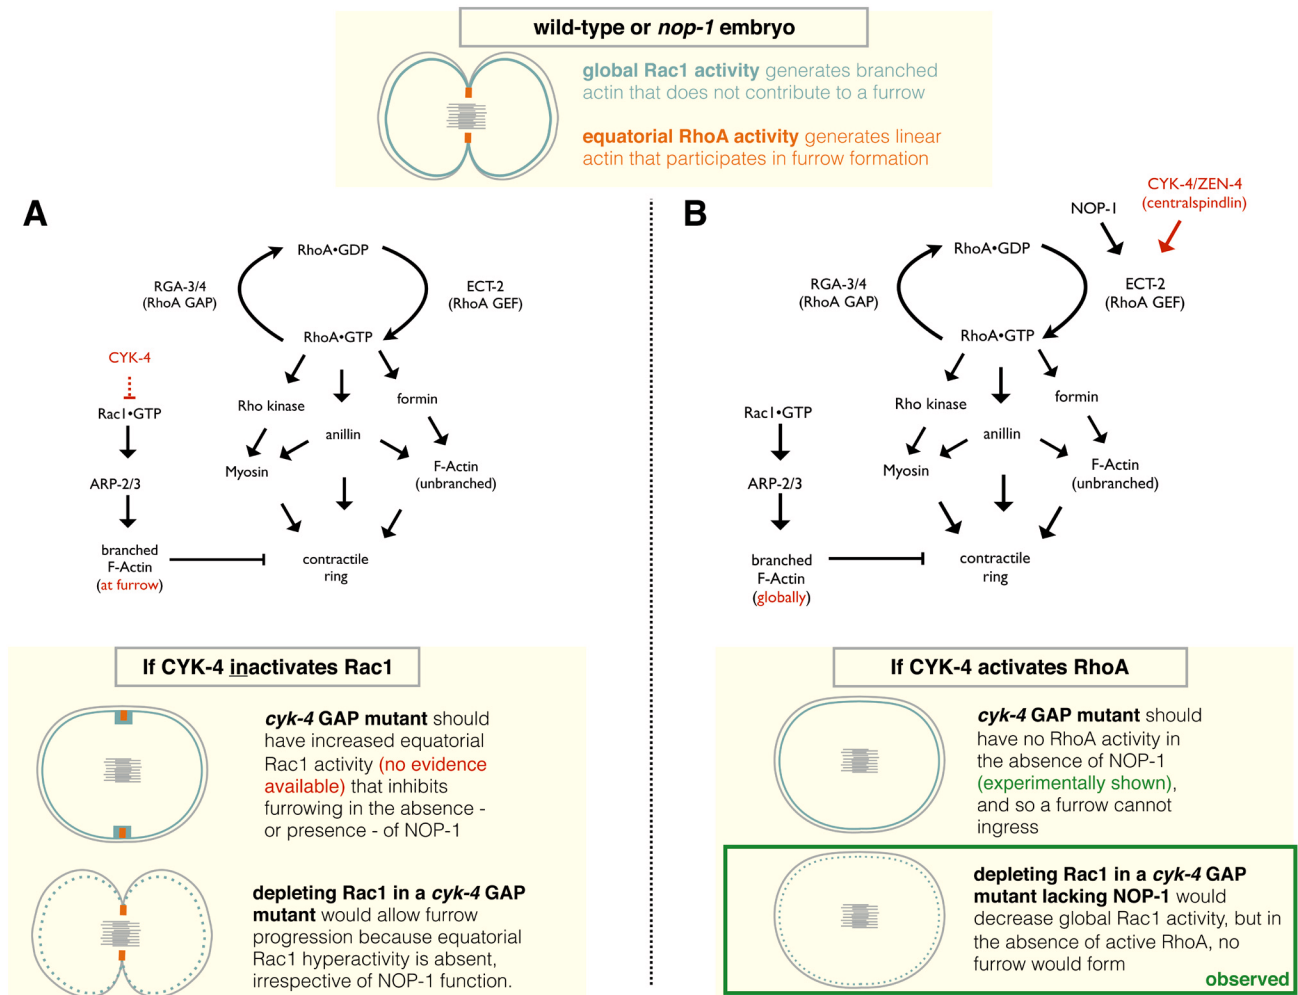 wild-type or nop-1 embryo
global Rac1 activity generates branched
actin that does not contribute to a furrow
equatorial RhoA activity generates linear
actin that participates in furrow formation
A
RhoA•GDP
RGA-3/4
(RhoA GAP)
ECT-2
(RhoA GEF)
RhoA•GTP
CYK-4
Rac1•GTP
Rho kinase
formin
anillin
Myosin
F-Actin
(unbranched)
ARP-2/3
branched
F-Actin
(at furrow)
contractile
ring
If CYK-4 inactivates Rac1
cyk-4 GAP mutant should
have increased equatorial
Rac1 activity (no evidence
available) that inhibits
furrowing in the absence -
or presence - of NOP-1
depleting Rac1 in a cyk-4 GAP
mutant would allow furrow
progression because equatorial
Rac1 hyperactivity is absent,
irrespective of NOP-1 function.
B
CYK-4/ZEN-4
(centralspindlin)
NOP-1
RhoA•GDP
RGA-3/4
(RhoA GAP)
ECT-2
(RhoA GEF)
RhoA•GTP
Rac1•GTP
Rho kinase
formin
anillin
Myosin
F-Actin
(unbranched)
ARP-2/3
branched
F-Actin
(globally)
contractile
ring
If CYK-4 activates RhoA
cyk-4 GAP mutant should
have no RhoA activity in
the absence of NOP-1
(experimentally shown),
and so a furrow cannot
ingress
depleting Rac1 in a cyk-4 GAP
mutant lacking NOP-1 would
decrease global Rac1 activity, but in
the absence of active RhoA, no
furrow would form
observed